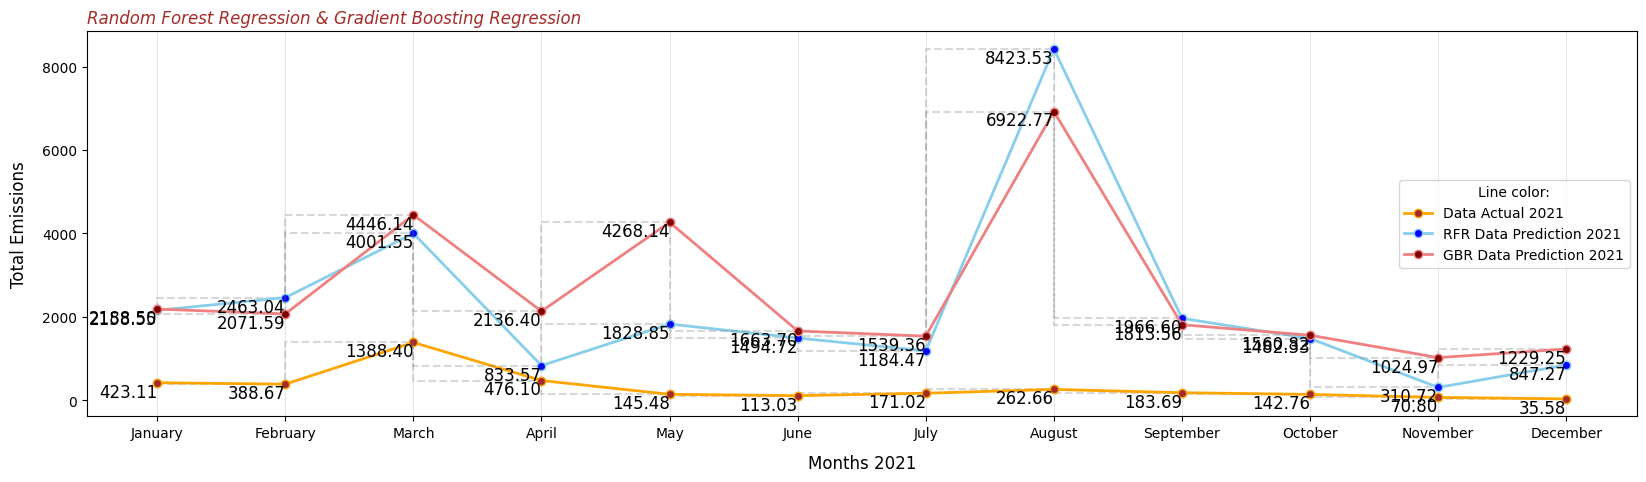 Random Forest Regression & Gradient Boosting Regression
Total Emissions
8000
6000
4000
2000
0
8423.53
6922.77
4446.14
4001.55
4268.14
2463.04
2071.59
2136.40
1828.85
1663.70
1494.72
1539.36
1184.47
1966.60
1815.56
1560.82
1024.97
1229.25
847.27
833.57
310.72
423.11
388.67
1388.40
476.10
145.48
113.03
171.02
262.66
183.69
142.76
70.80
35.58
Line color:
Data Actual 2021
RFR Data Prediction 2021
GBR Data Prediction 2021
January
February
March
April
May
June
July
August
September
October
November
December
Months 2021